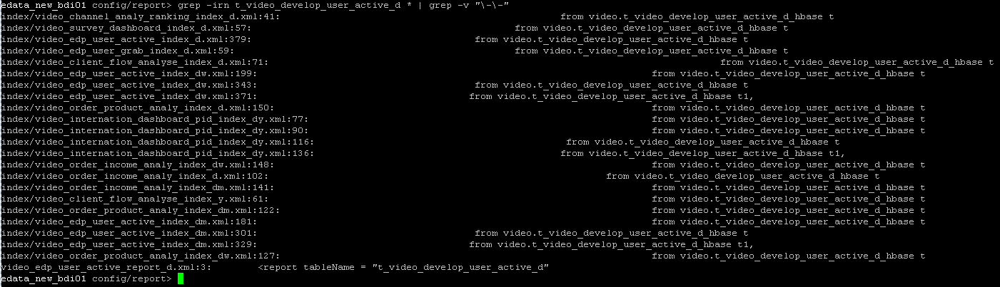 edata_new_bdi01 config/report> grep -irn t_video_develop_user_active_d * | grep -v "\-\-"
index/video_channel_analy_ranking_index_d.xml:41: from video.t_video_develop_user_active_d_hbase t
index/video_survey_dashboard_index_d.xml:57: from video.t_video_develop_user_active_d_hbase t
index/video_edp_user_active_index_d.xml:379: from video.t_video_develop_user_active_d_hbase t
index/video_edp_user_grab_index_d.xml:59: from video.t_video_develop_user_active_d_hbase t
index/video_client_flow_analyse_index_d.xml:71: from video.t_video_develop_user_active_d_hbase t
index/video_edp_user_active_index_dw.xml:199: from video.t_video_develop_user_active_d_hbase t
index/video_edp_user_active_index_dw.xml:343: from video.t_video_develop_user_active_d_hbase t
index/video_edp_user_active_index_dw.xml:371: from video.t_video_develop_user_active_d_hbase t1,
index/video_order_product_analy_index_d.xml:150: from video.t_video_develop_user_active_d_hbase t
index/video_internation_dashboard_pid_index_dy.xml:77: from video.t_video_develop_user_active_d_hbase t
index/video_internation_dashboard_pid_index_dy.xml:90: from video.t_video_develop_user_active_d_hbase t
index/video_internation_dashboard_pid_index_dy.xml:116: from video.t_video_develop_user_active_d_hbase t
index/video_internation_dashboard_pid_index_dy.xml:136: from video.t_video_develop_user_active_d_hbase t1,
index/video_order_income_analy_index_dw.xml:148: from video.t_video_develop_user_active_d_hbase t
index/video_order_income_analy_index_d.xml:102: from video.t_video_develop_user_active_d_hbase t
index/video_order_income_analy_index_dm.xml:141: from video.t_video_develop_user_active_d_hbase t
index/video_client_flow_analyse_index_y.xml:61: from video.t_video_develop_user_active_d_hbase t
index/video_order_product_analy_index_dm.xml:122: from video.t_video_develop_user_active_d_hbase t
index/video_edp_user_active_index_dm.xml:181: from video.t_video_develop_user_active_d_hbase t
index/video_edp_user_active_index_dm.xml:301: from video.t_video_develop_user_active_d_hbase t
index/video_edp_user_active_index_dm.xml:329: from video.t_video_develop_user_active_d_hbase t1,
index/video_order_product_analy_index_dw.xml:127: from video.t_video_develop_user_active_d_hbase t
video_edp_user_active_report_d.xml:3: <report tableName = "t_video_develop_user_active_d"
edata_new_bdi01 config/report>